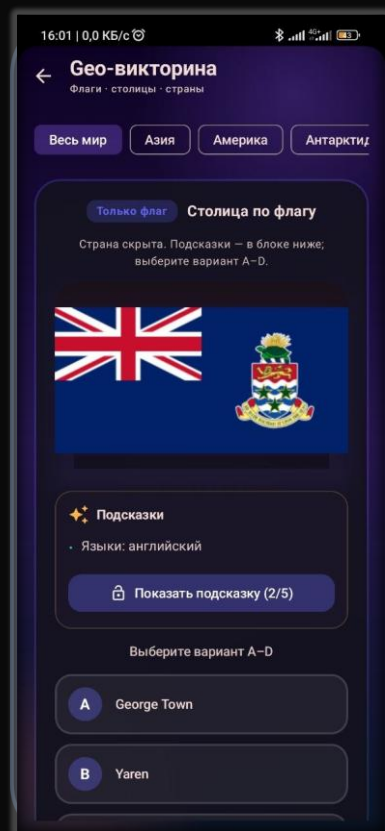 16:01 | 0,0 КБ/с
Geo-викторина
Флаги · столицы · страны
Весь мир
Азия
Америка
Антарктид
Только флаг
Столица по флагу
Страна скрыта. Подсказки — в блоке ниже;
выберите вариант A–D.
Подсказки
• Языки: английский
Показать подсказку (2/5)
Выберите вариант A–D
A George Town
B Yaren